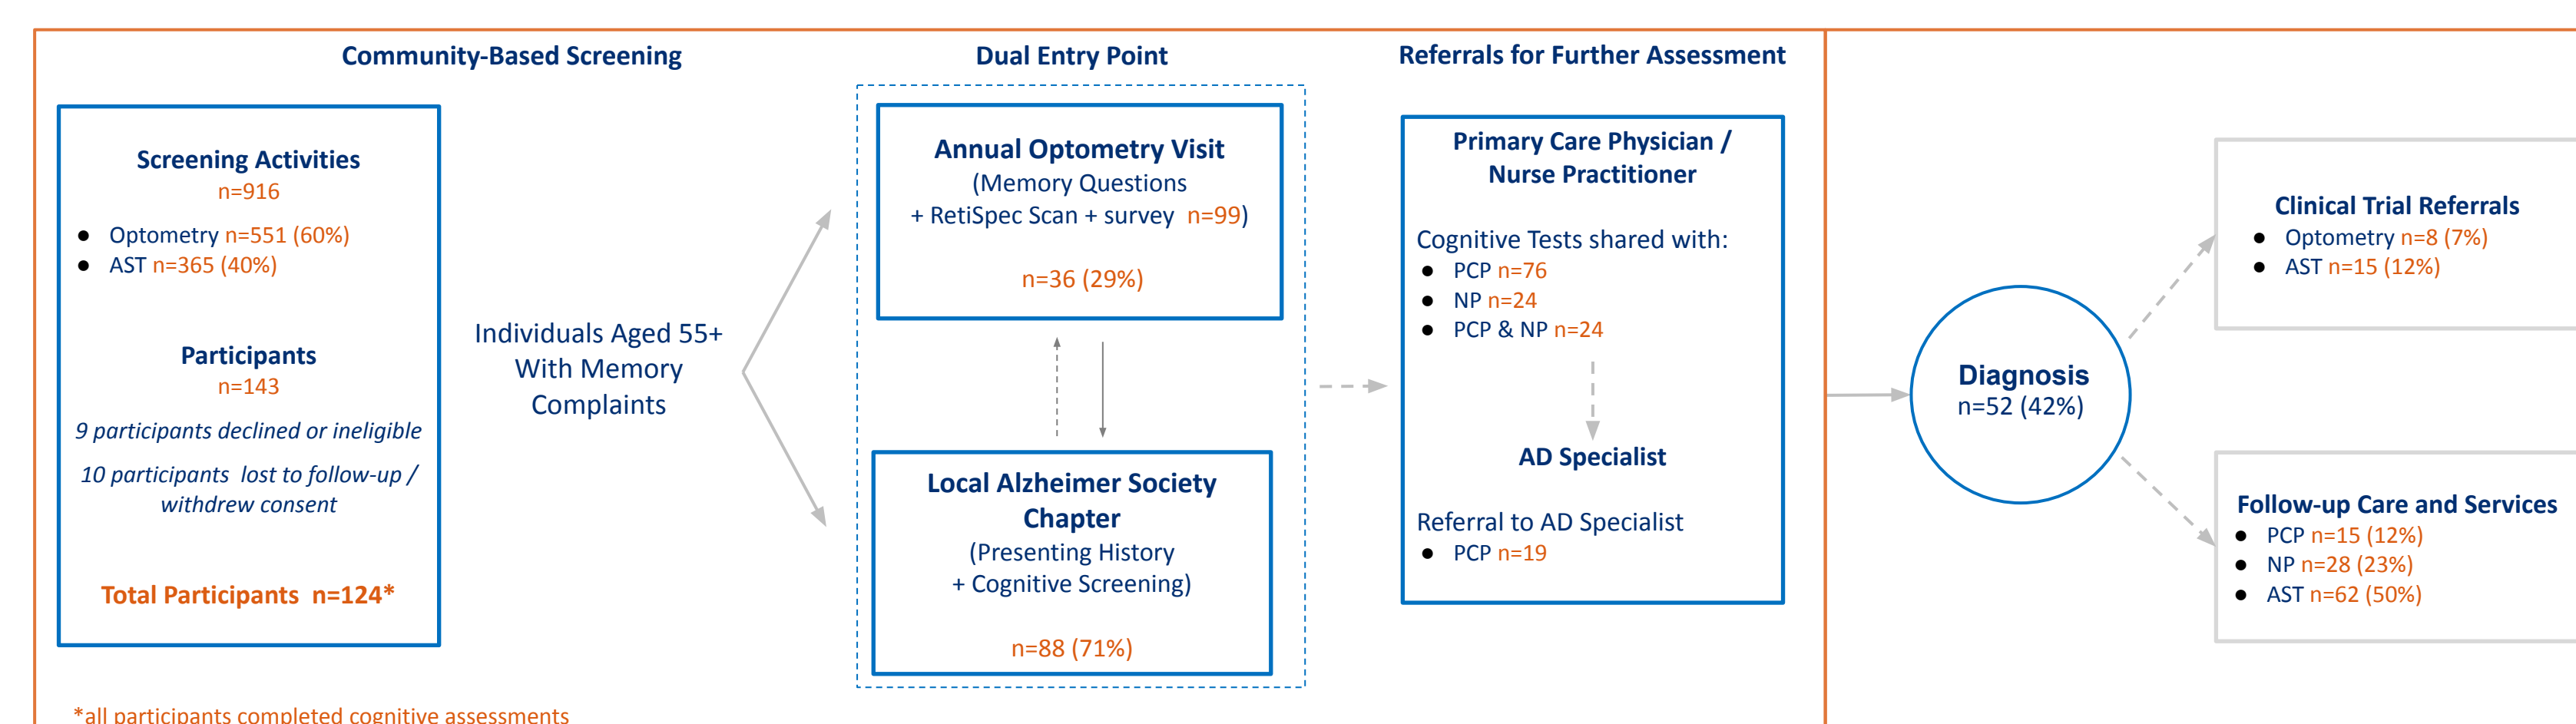 Community-Based Screening
Screening Activities
n=916
● Optometry n=551 (60%)
● AST n=365 (40%)
Participants
n=143
9 participants declined or ineligible
10 participants lost to follow-up /
withdrew consent
Total Participants n=124*
*all participants completed cognitive assessments
Individuals Aged 55+
With Memory
Complaints
Dual Entry Point
Annual Optometry Visit
(Memory Questions
+ RetiSpec Scan + survey n=99)
n=36 (29%)
Local Alzheimer Society
Chapter
(Presenting History
+ Cognitive Screening)
n=88 (71%)
Referrals for Further Assessment
Primary Care Physician /
Nurse Practitioner
Cognitive Tests shared with:
● PCP n=76
● NP n=24
● PCP & NP n=24
AD Specialist
Referral to AD Specialist
● PCP n=19
Diagnosis
n=52 (42%)
Clinical Trial Referrals
● Optometry n=8 (7%)
● AST n=15 (12%)
Follow-up Care and Services
● PCP n=15 (12%)
● NP n=28 (23%)
● AST n=62 (50%)